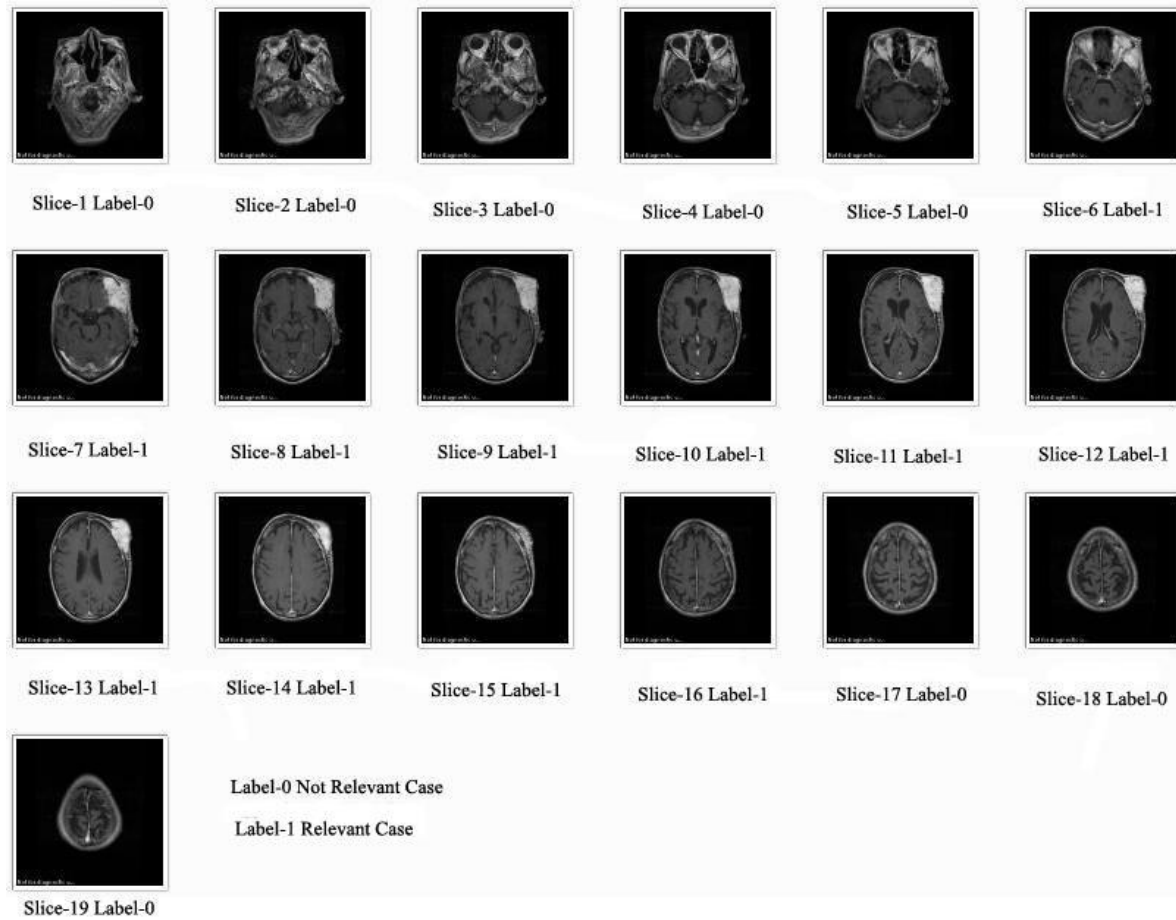 Slice-1 Label-0
Slice-2 Label-0
Slice-3 Label-0
Slice-4 Label-0
Slice-5 Label-0
Slice-6 Label-1
Slice-7 Label-1
Slice-8 Label-1
Slice-9 Label-1
Slice-10 Label-1
Slice-11 Label-1
Slice-12 Label-1
Slice-13 Label-1
Slice-14 Label-1
Slice-15 Label-1
Slice-16 Label-1
Slice-17 Label-0
Slice-18 Label-0
Label-0 Not Relevant Case
Label-1 Relevant Case
Slice-19 Label-0